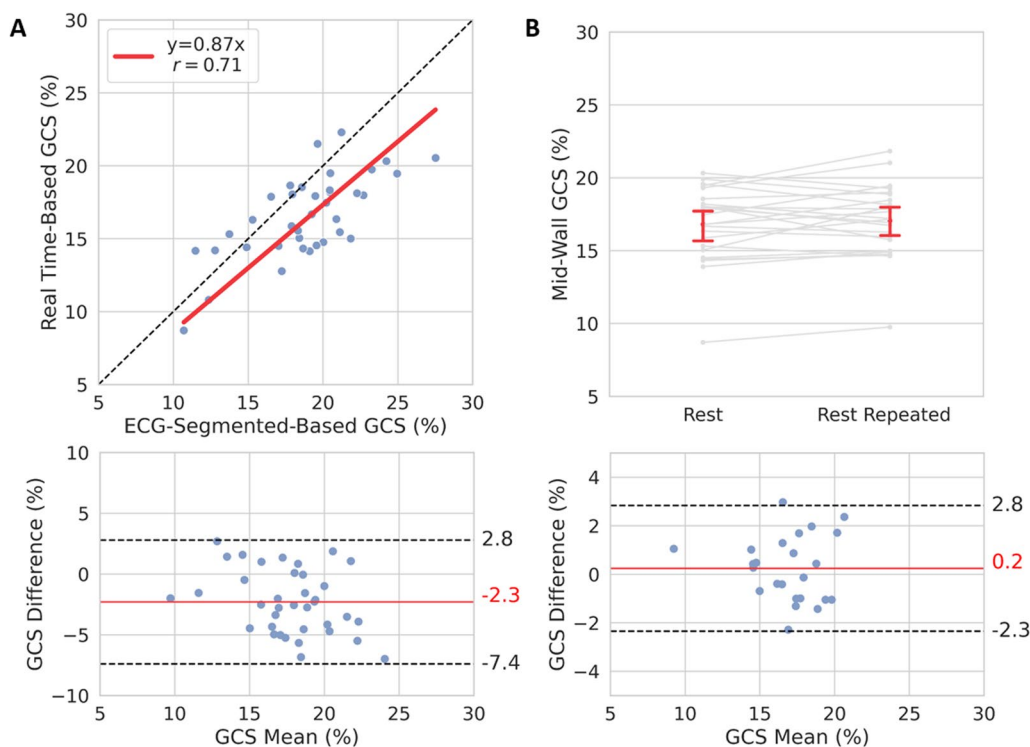 A
30
25
20
15
10
5
Real Time-Based GCS (%)
y=0.87x
r = 0.71
5 10 15 20 25 30
ECG-Segmented-Based GCS (%)
B
30
25
20
15
10
5
Mid-Wall GCS (%)
Rest Rest Repeated
10
5
0
−5
−10
GCS Difference (%)
2.8
-2.3
-7.4
5 10 15 20 25 30
GCS Mean (%)
4
2
0
−2
−4
GCS Difference (%)
2.8
0.2
-2.3
5 10 15 20 25 30
GCS Mean (%)